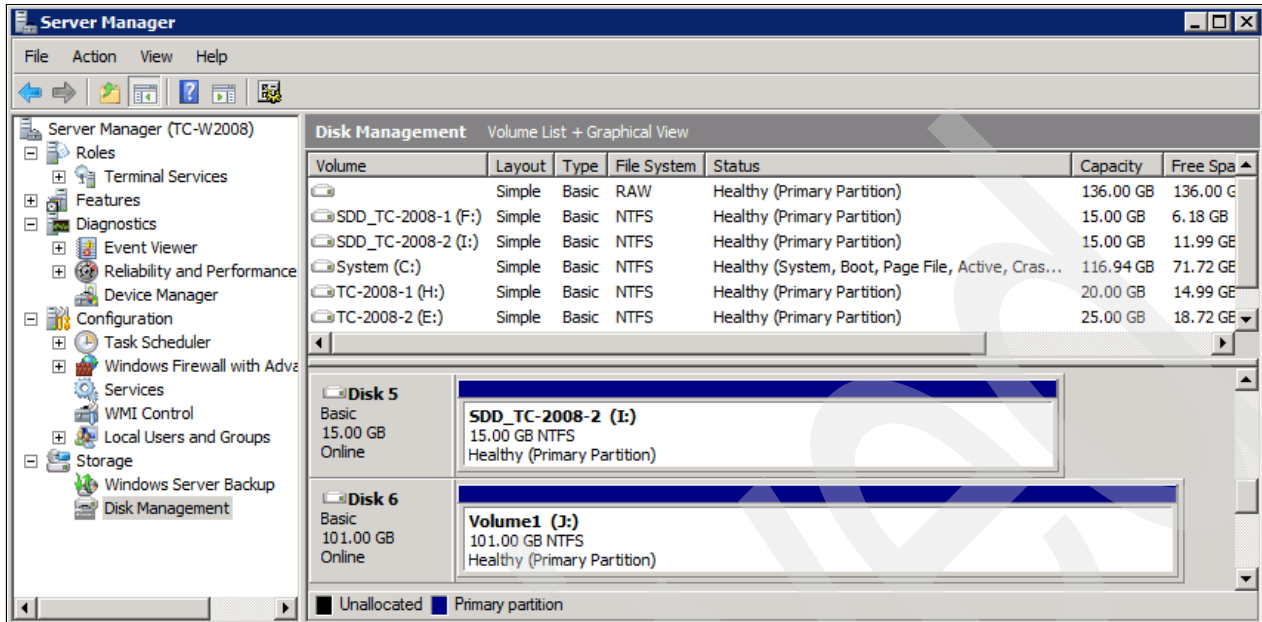 Server Manager
File Action View Help
Server Manager (TC-W2008)
Roles
Terminal Services
Features
Diagnostics
Event Viewer
Reliability and Performance
Device Manager
Configuration
Task Scheduler
Windows Firewall with Adva
Services
WMI Control
Local Users and Groups
Storage
Windows Server Backup
Disk Management
Disk Management Volume List + Graphical View
Volume Layout Type File System Status Capacity Free Spa
Simple Basic RAW Healthy (Primary Partition) 136.00 GB 136.00 G
SDD_TC-2008-1 (F:) Simple Basic NTFS Healthy (Primary Partition) 15.00 GB 6.18 GB
SDD_TC-2008-2 (I:) Simple Basic NTFS Healthy (Primary Partition) 15.00 GB 11.99 GB
System (C:) Simple Basic NTFS Healthy (System, Boot, Page File, Active, Cras... 116.94 GB 71.72 GB
TC-2008-1 (H:) Simple Basic NTFS Healthy (Primary Partition) 20.00 GB 14.99 GB
TC-2008-2 (E:) Simple Basic NTFS Healthy (Primary Partition) 25.00 GB 18.72 GB
Disk 5
Basic
15.00 GB
Online
SDD_TC-2008-2 (I:)
15.00 GB NTFS
Healthy (Primary Partition)
Disk 6
Basic
101.00 GB
Online
Volume1 (J:)
101.00 GB NTFS
Healthy (Primary Partition)
Unallocated Primary partition